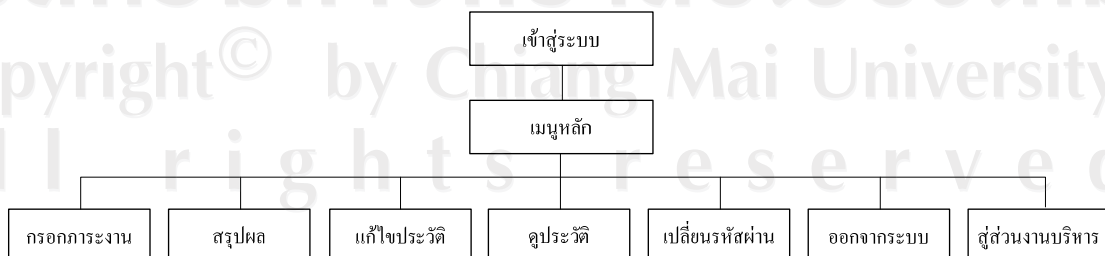 เข้าสู่ระบบ
Copyright© by Chiang Mai University
เมนูหลัก
All rights reserved
กรอกภาระงาน
สรุปผล
แก้ไขประวัติ
ดูประวัติ
เปลี่ยนรหัสผ่าน
ออกจากระบบ
สู่ส่วนงานบริหาร